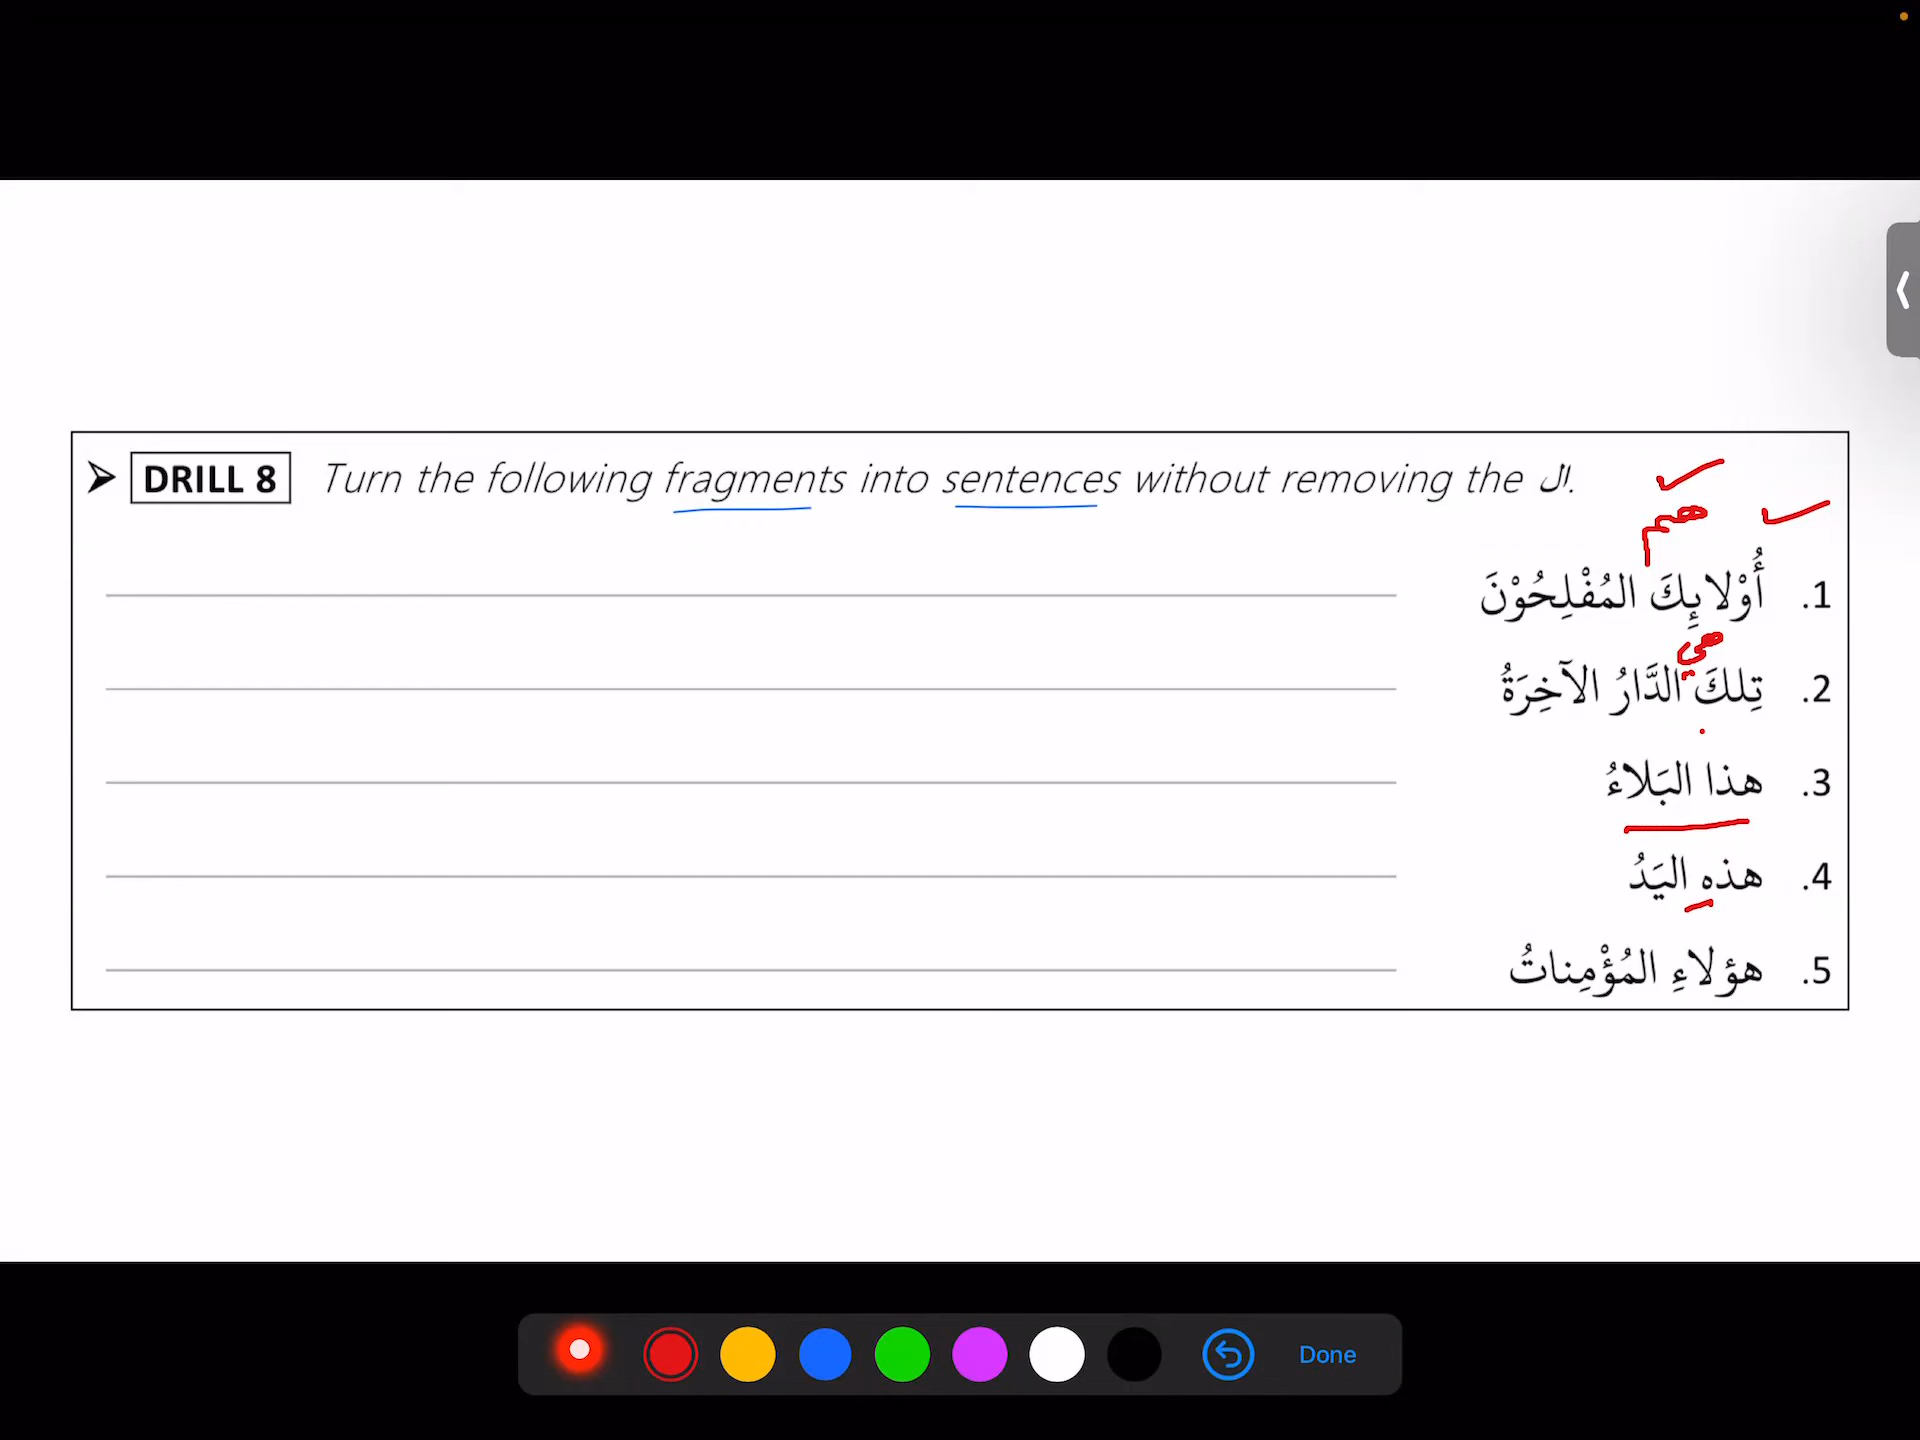 DRILL 8 Turn the following fragments into sentences without removing the ال.
هم
1. أُوْلائِكَ المُفْلِحُوْنَ
هي
2. تِلكَ الدَّارُ الآخِرَةُ
3. هذا البَلاءُ
4. هذهِ اليَدُ
5. هؤلاءِ المُؤْمِناتُ
Done